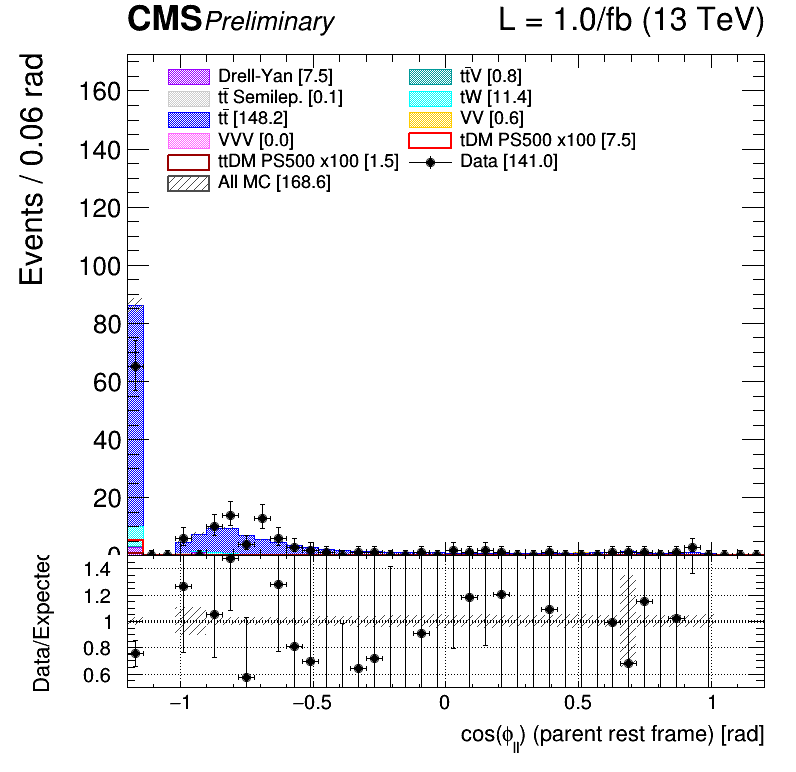 CMS Preliminary L = 1.0/fb (13 TeV)
Events / 0.06 rad
160
140
120
100
80
60
40
20
0
Drell-Yan [7.5]
tt̄ Semilep. [0.1]
tt̄ [148.2]
VVV [0.0]
ttDM PS500 x100 [1.5]
All MC [168.6]
tt̄V [0.8]
tW [11.4]
VV [0.6]
tDM PS500 x100 [7.5]
Data [141.0]
Data/Expected
1.4
1.2
1
0.8
0.6
−1 −0.5 0 0.5 1
cos(ϕ_ll) (parent rest frame) [rad]